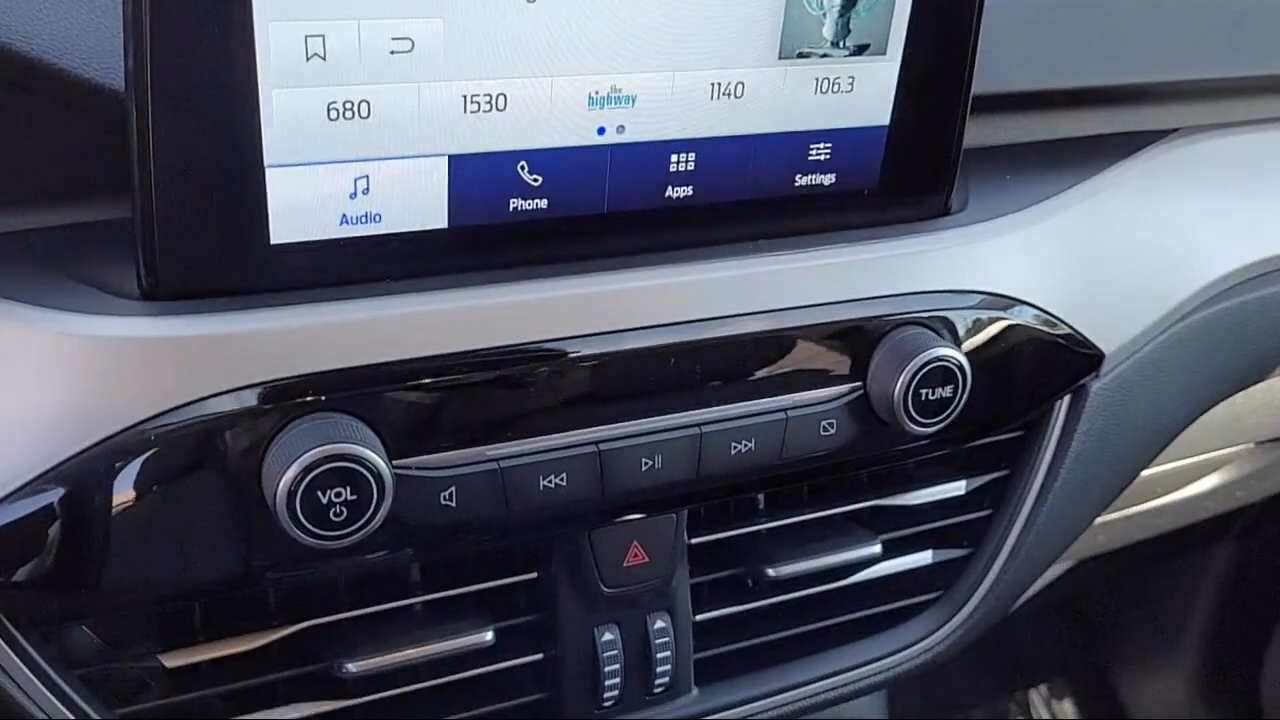 680
1530
the
highway
1140
106.3
Audio
Phone
Apps
Settings
TUNE
VOL